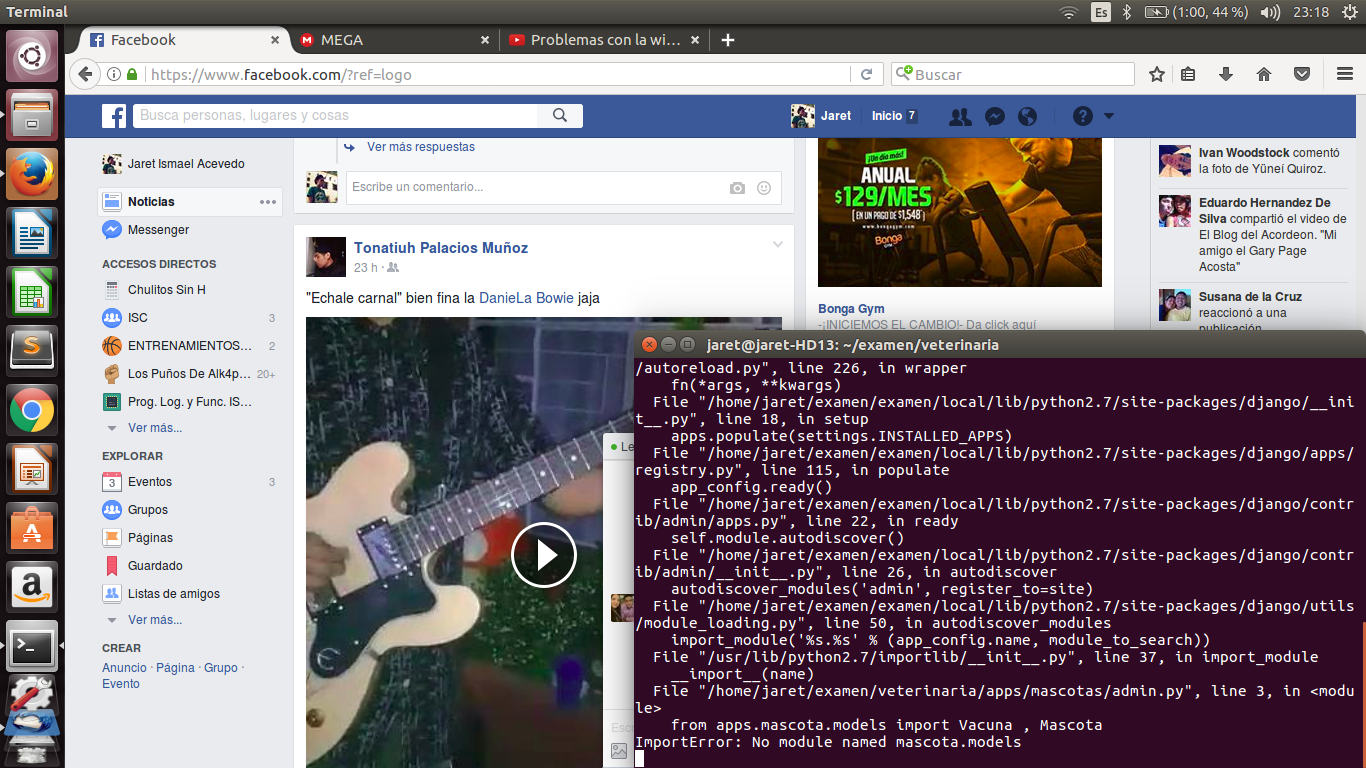 Terminal
Es
(1:00, 44 %)
23:18
Facebook
MEGA
Problemas con la wi...
https://www.facebook.com/?ref=logo
Buscar
Busca personas, lugares y cosas
Jaret
Inicio 7
Jaret Ismael Acevedo
Noticias
Messenger
ACCESOS DIRECTOS
Chulitos Sin H
ISC 3
ENTRENAMIENTOS... 2
Los Puños De Alk4p... 20+
Prog. Log. y Func. IS...
Ver más...
EXPLORAR
Eventos 3
Grupos
Páginas
Guardado
Listas de amigos
Ver más...
CREAR
Anuncio · Página · Grupo ·
Evento
Ver más respuestas
Escribe un comentario...
Tonatiuh Palacios Muñoz
23 h ·
"Echale carnal" bien fina la DanieLa Bowie jaja
¡Un día más!
ANUAL
$129/MES
(EN UN PAGO DE $1,548)
www.bongagym.com
Bonga
Bonga Gym
-¡INICIEMOS EL CAMBIO!- Da click aquí
Ivan Woodstock comentó
la foto de Yüneí Quiroz.
Eduardo Hernandez De
Silva compartió el video de
El Blog del Acordeon. "Mi
amigo el Gary Page
Acosta"
Susana de la Cruz
reaccionó a una
publicación
Le
Escr
jaret@jaret-HD13: ~/examen/veterinaria
/autoreload.py", line 226, in wrapper
fn(*args, **kwargs)
File "/home/jaret/examen/examen/local/lib/python2.7/site-packages/django/__ini
t__.py", line 18, in setup
apps.populate(settings.INSTALLED_APPS)
File "/home/jaret/examen/examen/local/lib/python2.7/site-packages/django/apps/
registry.py", line 115, in populate
app_config.ready()
File "/home/jaret/examen/examen/local/lib/python2.7/site-packages/django/contr
ib/admin/apps.py", line 22, in ready
self.module.autodiscover()
File "/home/jaret/examen/examen/local/lib/python2.7/site-packages/django/contr
ib/admin/__init__.py", line 26, in autodiscover
autodiscover_modules('admin', register_to=site)
File "/home/jaret/examen/examen/local/lib/python2.7/site-packages/django/utils
/module_loading.py", line 50, in autodiscover_modules
import_module('%s.%s' % (app_config.name, module_to_search))
File "/usr/lib/python2.7/importlib/__init__.py", line 37, in import_module
__import__(name)
File "/home/jaret/examen/veterinaria/apps/mascotas/admin.py", line 3, in <modu
le>
from apps.mascota.models import Vacuna , Mascota
ImportError: No module named mascota.models